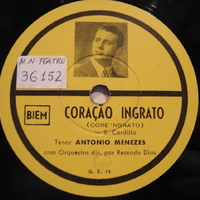 M.N TEATRO
36152
BIEM
CORAÇÃO INGRATO
(CORE 'NGRATO)
— S. Cardillo
Tenor ANTONIO MENEZES
com Orquestra dir. por Resende Dias
G. E. 14